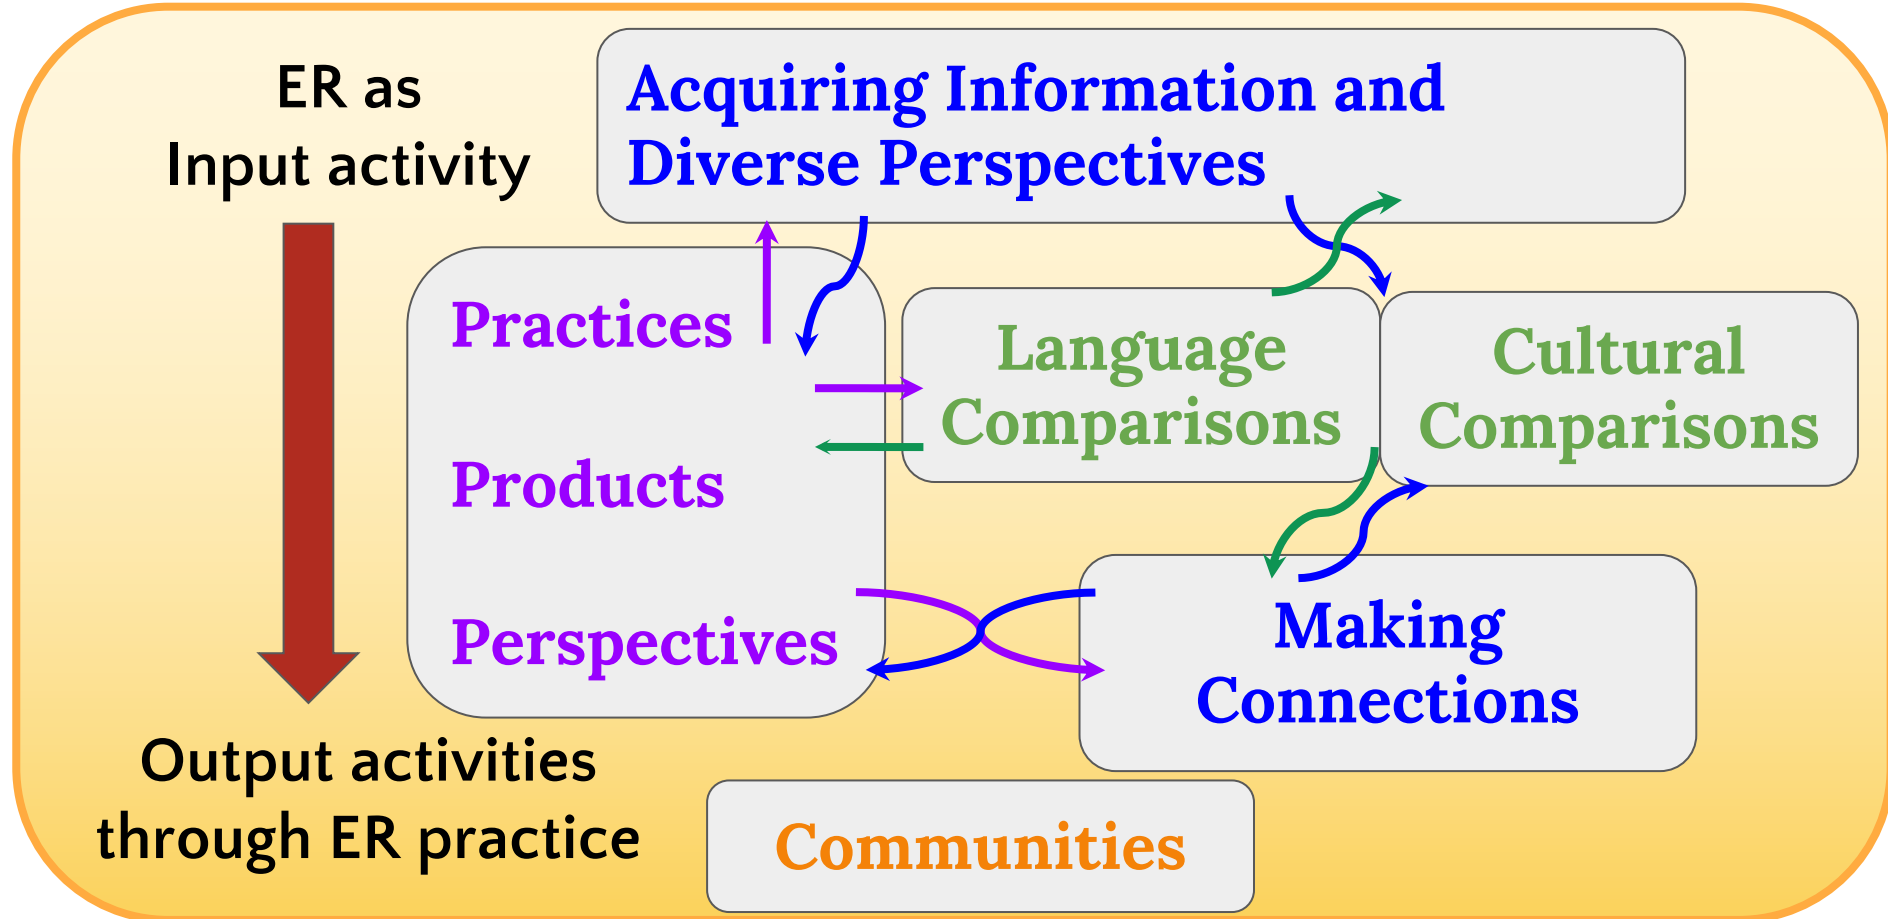 ER as
Input activity
Acquiring Information and
Diverse Perspectives
Practices
Products
Perspectives
Language
Comparisons
Cultural
Comparisons
Making
Connections
Output activities
through ER practice
Communities